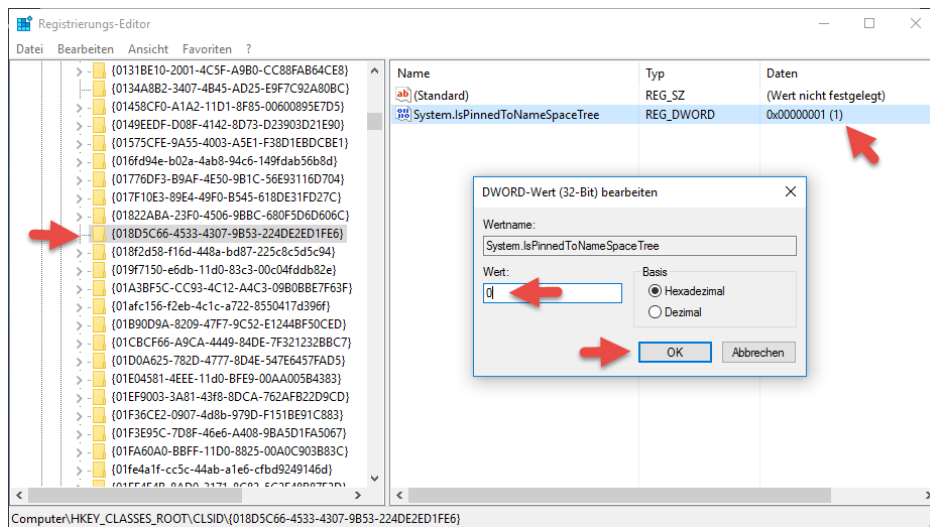 Registrierungs-Editor
Datei Bearbeiten Ansicht Favoriten ?
{0131BE10-2001-4C5F-A9B0-CC88FAB64CE8}
{0134A8B2-3407-4B45-AD25-E9F7C92A80BC}
{01458CF0-A1A2-11D1-8F85-00600895E7D5}
{0149EEDF-D08F-4142-8D73-D23903D21E90}
{01575CFE-9A55-4003-A5E1-F38D1EBDCBE1}
{016fd94e-b02a-4ab8-94c6-149fdab56b8d}
{01776DF3-B9AF-4E50-9B1C-56E93116D704}
{017F10E3-89E4-49F0-B545-618DE31FD27C}
{01822ABA-23F0-4506-9BBC-680F5D6D606C}
{018D5C66-4533-4307-9B53-224DE2ED1FE6}
{018f2d58-f16d-448a-bd87-225c8c5d5c94}
{019f7150-e6db-11d0-83c3-00c04fddb82e}
{01A3BF5C-CC93-4C12-A4C3-09B0BBE7F63F}
{01afc156-f2eb-4c1c-a722-8550417d396f}
{01B90D9A-8209-47F7-9C52-E1244BF50CED}
{01CBCF66-A9CA-4449-84DE-7F321232BBC7}
{01D0A625-782D-4777-8D4E-547E6457FAD5}
{01E04581-4EEE-11d0-BFE9-00AA005B4383}
{01EF9003-3A81-43f8-8DCA-762AFB22D9CD}
{01F36CE2-0907-4d8b-979D-F151BE91C883}
{01F3E95C-7D8F-46e6-A408-9BA5D1FA5067}
{01FA60A0-BBFF-11D0-8825-00A0C903B83C}
{01fe4a1f-cc5c-44ab-a1e6-cfbd9249146d}
Name Typ Daten
(Standard) REG_SZ (Wert nicht festgelegt)
System.IsPinnedToNameSpaceTree REG_DWORD 0x00000001 (1)
DWORD-Wert (32-Bit) bearbeiten
Wertname:
System.IsPinnedToNameSpaceTree
Wert:
0
Basis
Hexadezimal
Dezimal
OK Abbrechen
Computer\HKEY_CLASSES_ROOT\CLSID\{018D5C66-4533-4307-9B53-224DE2ED1FE6}